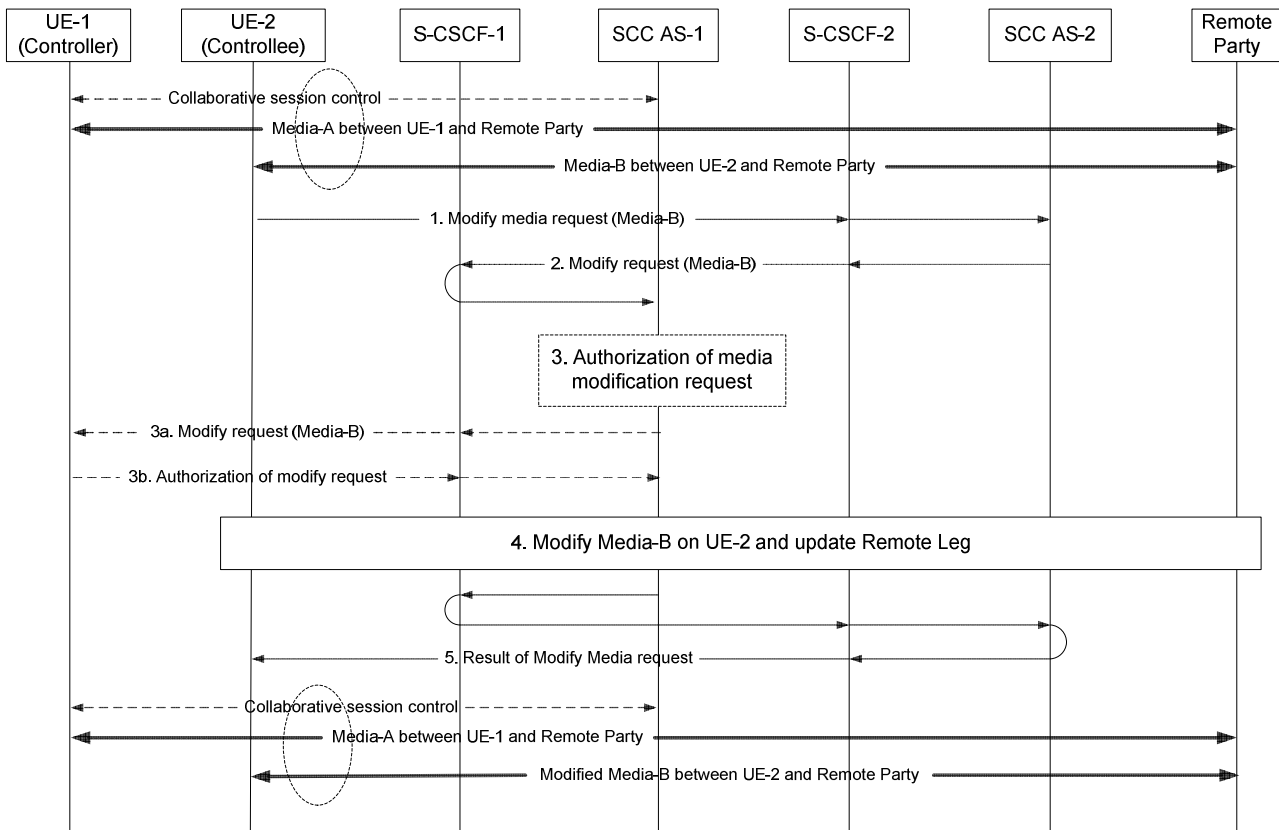 UE-1
(Controller)
UE-2
(Controllee)
S-CSCF-1
SCC AS-1
S-CSCF-2
SCC AS-2
Remote
Party
Collaborative session control
Media-A between UE-1 and Remote Party
Media-B between UE-2 and Remote Party
1. Modify media request (Media-B)
2. Modify request (Media-B)
3. Authorization of media
modification request
3a. Modify request (Media-B)
3b. Authorization of modify request
4. Modify Media-B on UE-2 and update Remote Leg
5. Result of Modify Media request
Collaborative session control
Media-A between UE-1 and Remote Party
Modified Media-B between UE-2 and Remote Party